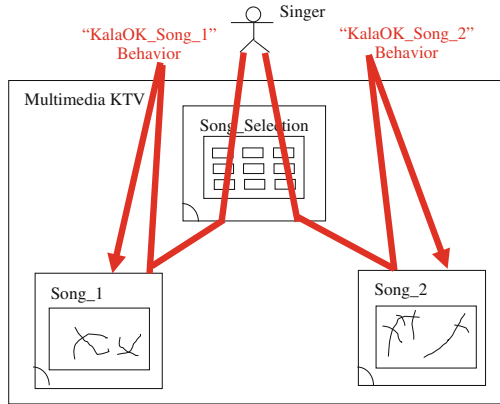 Singer
“KalaOK_Song_1”
Behavior
“KalaOK_Song_2”
Behavior
Multimedia KTV
Song_Selection
Song_1
Song_2